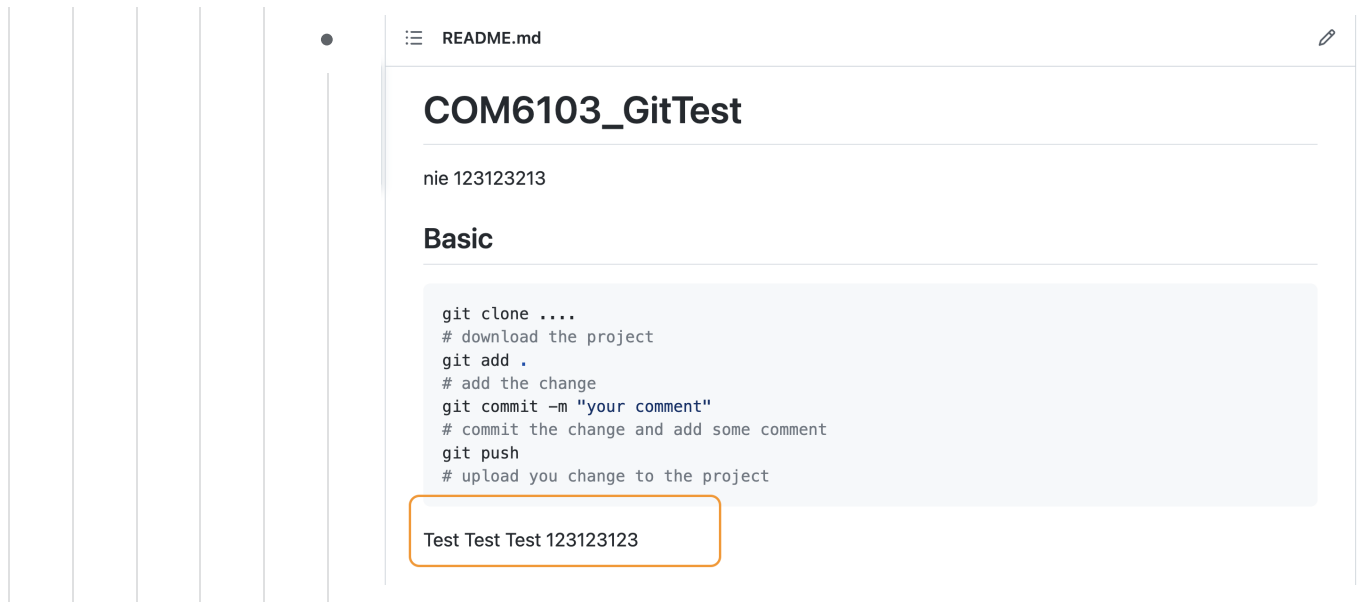 README.md
COM6103_GitTest
nie 123123213
Basic
git clone ....
# download the project
git add .
# add the change
git commit -m "your comment"
# commit the change and add some comment
git push
# upload you change to the project
Test Test Test 123123123